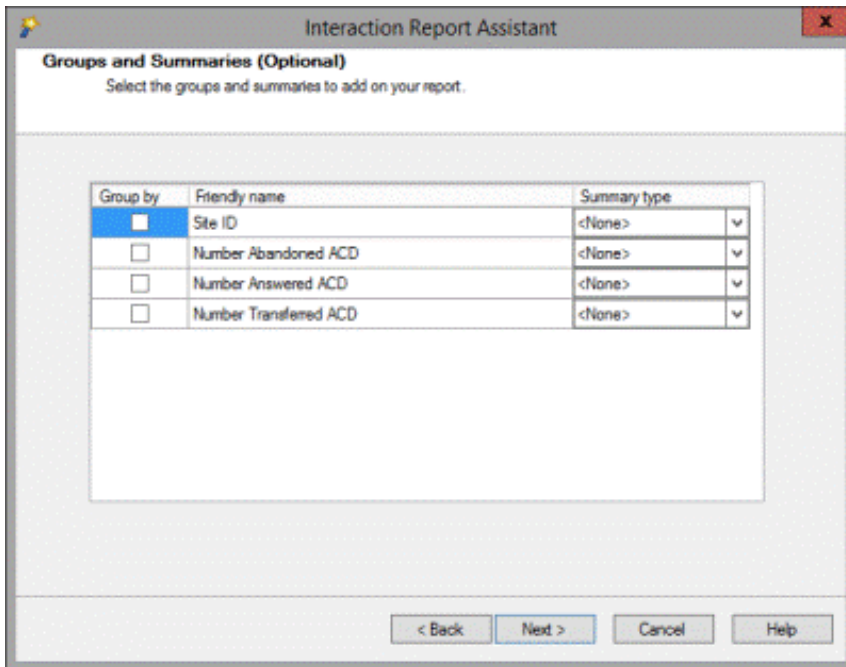 Interaction Report Assistant
x
Groups and Summaries (Optional)
Select the groups and summaries to add on your report.
Group by Friendly name Summary type
Site ID <None>
Number Abandoned ACD <None>
Number Answered ACD <None>
Number Transferred ACD <None>
< Back Next > Cancel Help